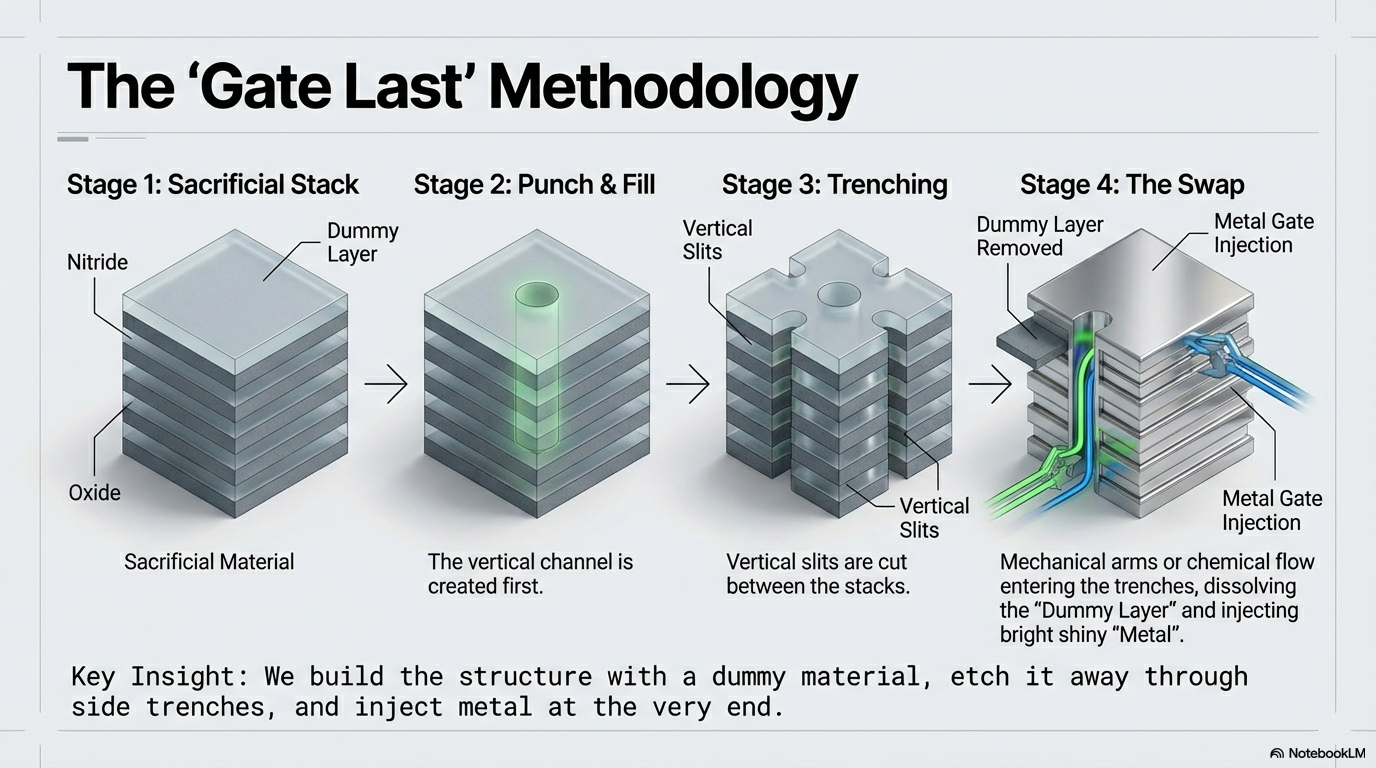 The ‘Gate Last’ Methodology
Stage 1: Sacrificial Stack
Nitride
Dummy
Layer
Oxide
Sacrificial Material
Stage 2: Punch & Fill
The vertical channel is
created first.
Stage 3: Trenching
Vertical
Slits
Vertical
Slits
Vertical slits are cut
between the stacks.
Stage 4: The Swap
Dummy Layer
Removed
Metal Gate
Injection
Metal Gate
Injection
Mechanical arms or chemical flow
entering the trenches, dissolving
the “Dummy Layer” and injecting
bright shiny “Metal”.
Key Insight: We build the structure with a dummy material, etch it away through
side trenches, and inject metal at the very end.
NotebookLM